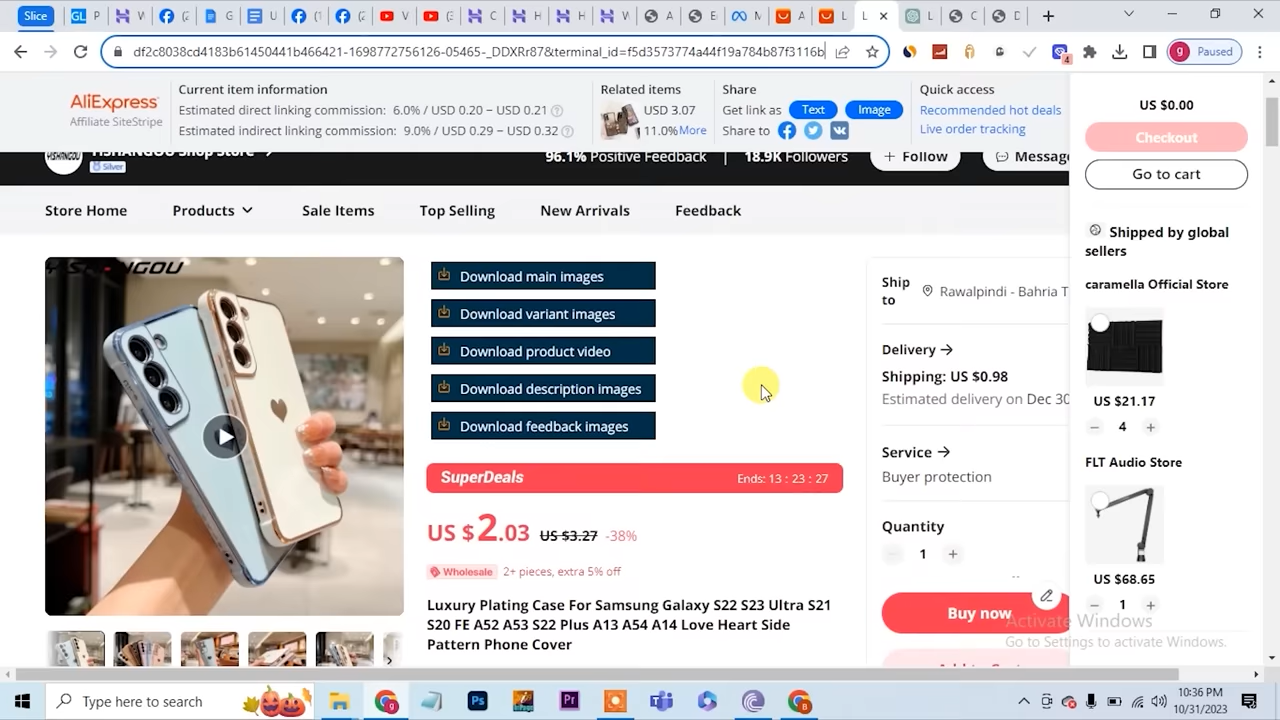 Slice
Paused
df2c8038cd4183b61450441b466421-1698772756126-05465-_DDXRr87&terminal_id=f5d3573774a44f19a784b87f3116b
AliExpress
Affiliate SiteStripe
Current item information
Estimated direct linking commission: 6.0% / USD 0.20 ~ USD 0.21
Estimated indirect linking commission: 9.0% / USD 0.29 ~ USD 0.32
Related items
USD 3.07
11.0% More
Share
Get link as Text Image
Share to
Quick access
Recommended hot deals
Live order tracking
Silver
96.1% Positive Feedback | 18.9K Followers
+ Follow
Store Home Products Sale Items Top Selling New Arrivals Feedback
Download main images
Download variant images
Download product video
Download description images
Download feedback images
SuperDeals Ends: 13 : 23 : 27
US $2.03 US $3.27 -38%
Wholesale 2+ pieces, extra 5% off
Luxury Plating Case For Samsung Galaxy S22 S23 Ultra S21
S20 FE A52 A53 S22 Plus A13 A54 A14 Love Heart Side
Pattern Phone Cover
Ship
to
Rawalpindi - Bahria T
Delivery
Shipping: US $0.98
Estimated delivery on Dec 30
Service
Buyer protection
Quantity
1
Buy now
US $0.00
Checkout
Go to cart
Shipped by global
sellers
caramella Official Store
US $21.17
4
FLT Audio Store
US $68.65
1
Activate Windows
Go to Settings to activate Windows.
Type here to search
10:36 PM
10/31/2023